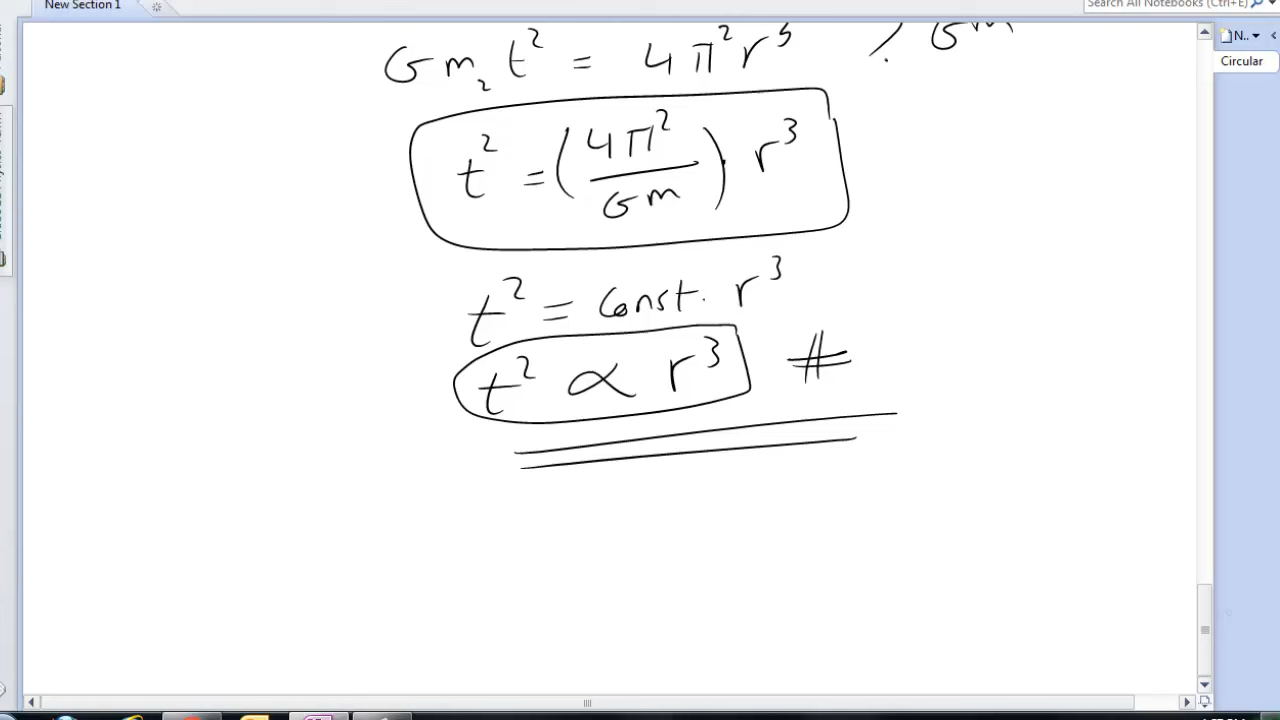 New Section 1
Search All Notebooks (Ctrl+E)
N..
Circular
G m₂ t² = 4 π² r³ / G m
t² = (4π² / G m) . r³
t² = const. r³
t² ∝ r³ #